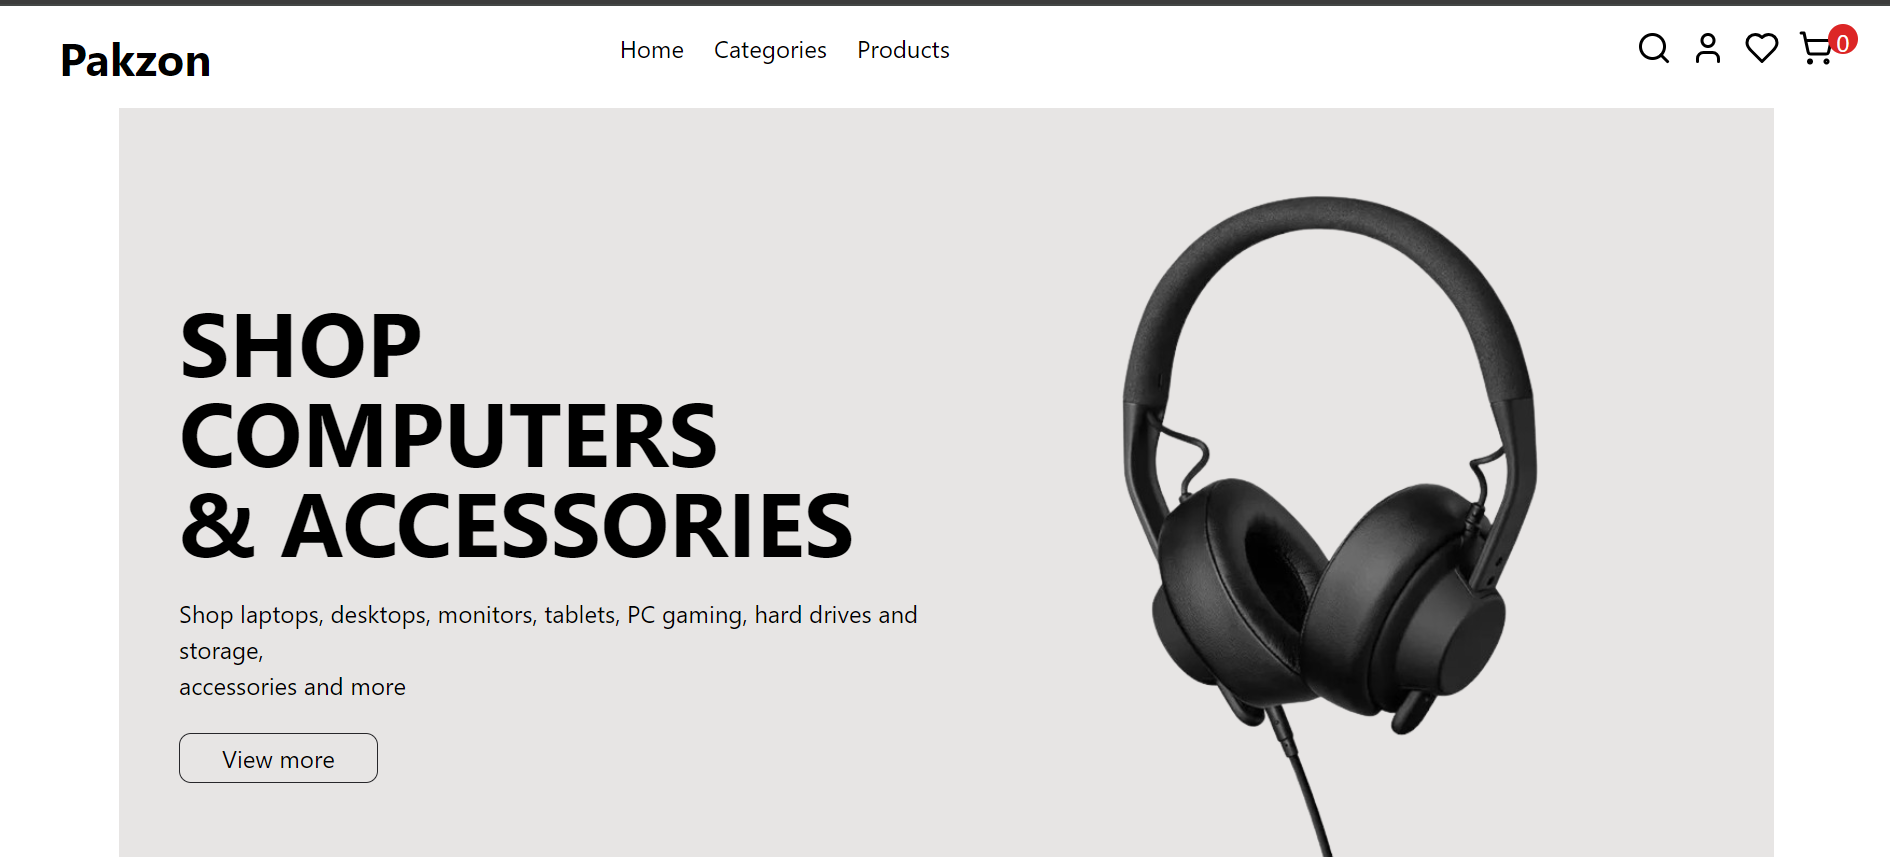 Pakzon
Home Categories Products
0
SHOP
COMPUTERS
& ACCESSORIES
Shop laptops, desktops, monitors, tablets, PC gaming, hard drives and
storage,
accessories and more
View more